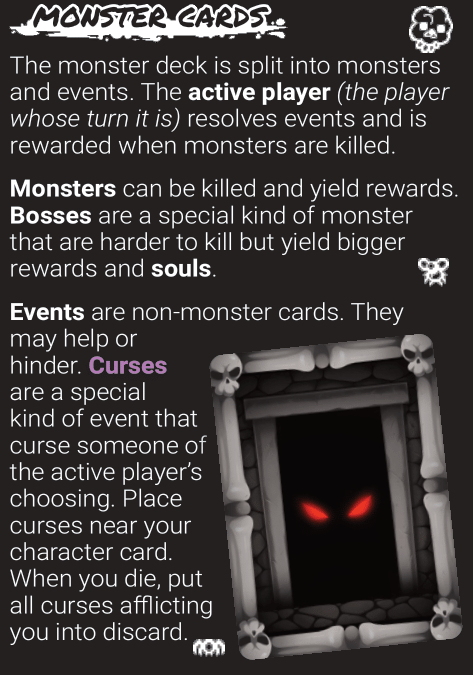 MONSTER CARDS
The monster deck is split into monsters
and events. The active player (the player
whose turn it is) resolves events and is
rewarded when monsters are killed.
Monsters can be killed and yield rewards.
Bosses are a special kind of monster
that are harder to kill but yield bigger
rewards and souls.
Events are non-monster cards. They
may help or
hinder. Curses
are a special
kind of event that
curse someone of
the active player’s
choosing. Place
curses near your
character card.
When you die, put
all curses afflicting
you into discard.